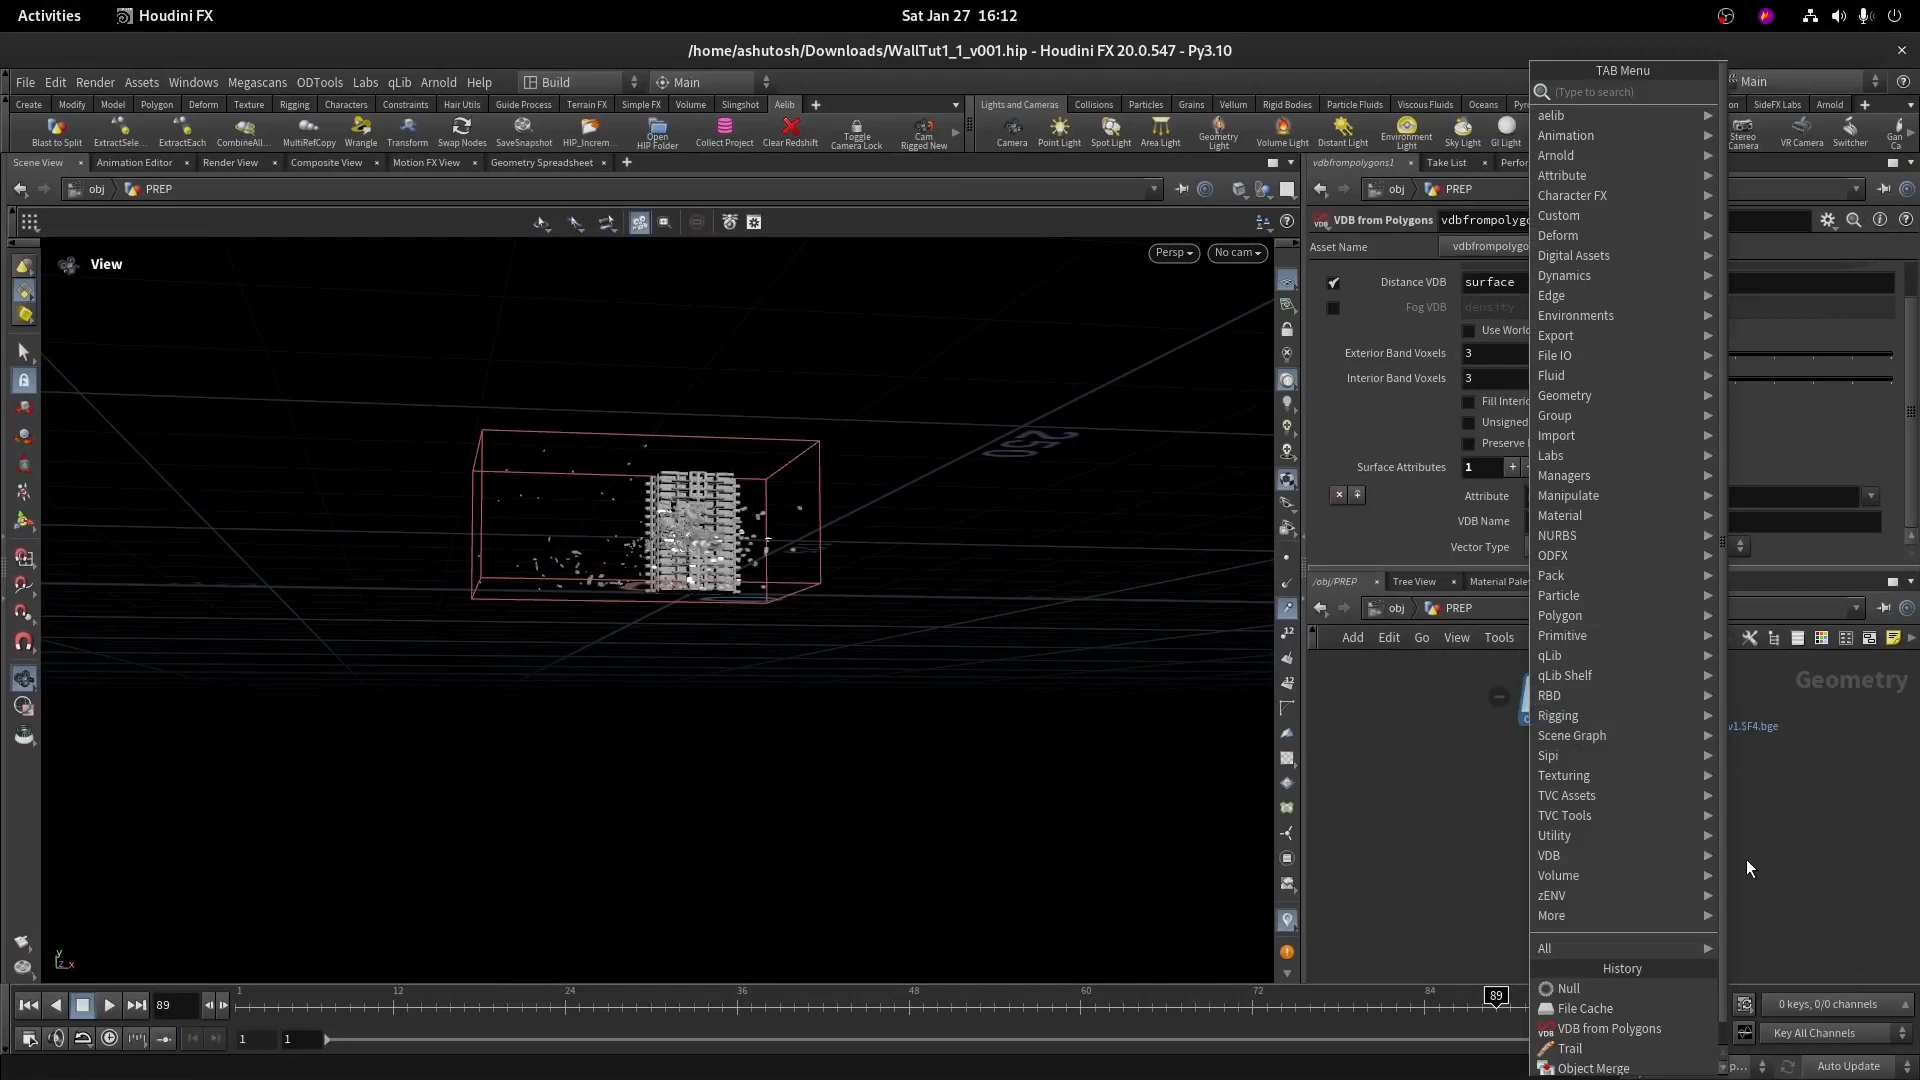 Activities
Houdini FX
Sat Jan 27 16:12
/home/ashutosh/Downloads/WallTut1_1_v001.hip - Houdini FX 20.0.547 - Py3.10
File Edit Render Assets Windows Megascans ODTools Labs qLib Arnold Help
Build
Main
Main
Create Modify Model Polygon Deform Texture Rigging Characters Constraints Hair Utils Guide Process Terrain FX Simple FX Volume Slingshot Aelib
Lights and Cameras Collisions Particles Grains Vellum Rigid Bodies Particle Fluids Viscous Fluids Oceans
SideFX Labs Arnold
Blast to Split ExtractSele... ExtractEach CombineAll... MultiRefCopy Wrangle Transform Swap Nodes SaveSnapshot HIP_Increm... Open HIP Folder Collect Project Clear Redshift Toggle Camera Lock Cam Rigged New
Camera Point Light Spot Light Area Light Geometry Light Volume Light Distant Light Environment Light Sky Light GI Light
Stereo Camera VR Camera Switcher
Scene View Animation Editor Render View Composite View Motion FX View Geometry Spreadsheet
vdbfrompolygons1 Take List
obj PREP
obj PREP
VDB from Polygons
Asset Name
View
Persp
No cam
Distance VDB surface
Fog VDB density
Exterior Band Voxels 3
Interior Band Voxels 3
Unsigned
Surface Attributes 1
Attribute
VDB Name
Vector Type
/obj/PREP Tree View
obj PREP
Add Edit Go View Tools
Geometry
v1.$F4.bge
250
TAB Menu
(Type to search)
aelib
Animation
Arnold
Attribute
Character FX
Custom
Deform
Digital Assets
Dynamics
Edge
Environments
Export
File IO
Fluid
Geometry
Group
Import
Labs
Managers
Manipulate
Material
NURBS
ODFX
Pack
Particle
Polygon
Primitive
qLib
qLib Shelf
RBD
Rigging
Scene Graph
Sipi
Texturing
TVC Assets
TVC Tools
Utility
VDB
Volume
zENV
More
All
History
Null
File Cache
VDB from Polygons
Trail
Object Merge
y
z x
89
1 12 24 36 48 60 72 84
89
1 1
0 keys, 0/0 channels
Key All Channels
Auto Update